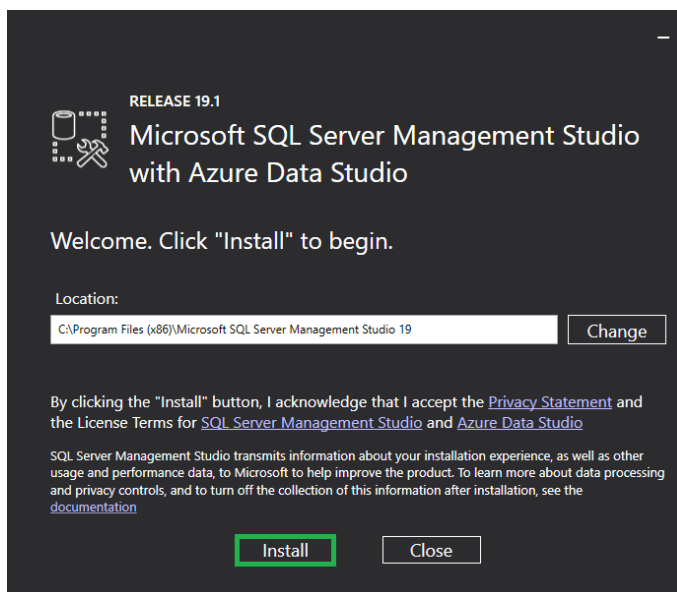 RELEASE 19.1
Microsoft SQL Server Management Studio
with Azure Data Studio
Welcome. Click "Install" to begin.
Location:
C:\Program Files (x86)\Microsoft SQL Server Management Studio 19
Change
By clicking the "Install" button, I acknowledge that I accept the Privacy Statement and
the License Terms for SQL Server Management Studio and Azure Data Studio
SQL Server Management Studio transmits information about your installation experience, as well as other
usage and performance data, to Microsoft to help improve the product. To learn more about data processing
and privacy controls, and to turn off the collection of this information after installation, see the
documentation
Install
Close